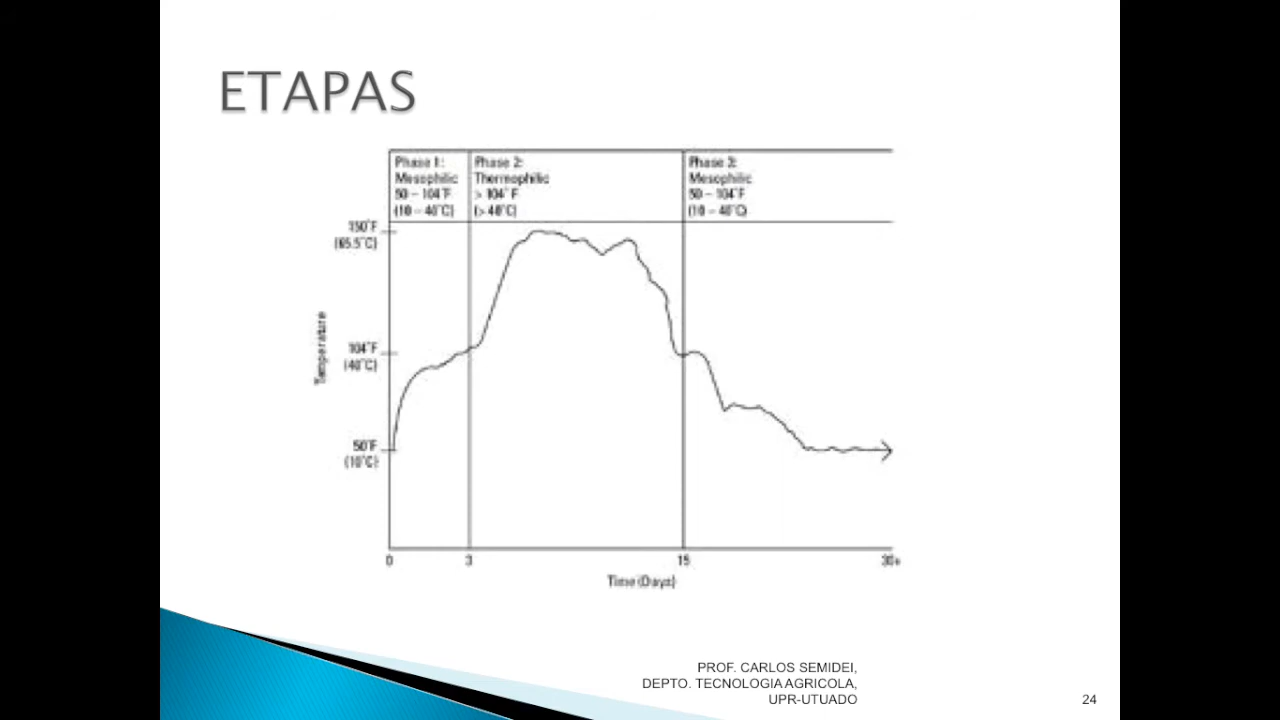 ETAPAS
Phase 1:
Mesophilic
50 – 104°F
(10 – 40°C)
Phase 2:
Thermophilic
> 104°F
(> 40°C)
Phase 3:
Mesophilic
50 – 104°F
(10 – 40°C)
150°F
(65.5°C)
104°F
(40°C)
50°F
(10°C)
Temperature
0
3
15
30+
Time (Days)
PROF. CARLOS SEMIDEI,
DEPTO. TECNOLOGIA AGRICOLA,
UPR-UTUADO
24